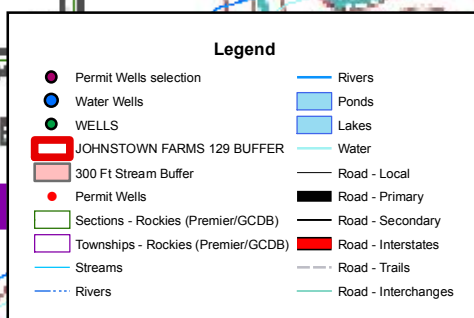 Legend
Permit Wells selection
Water Wells
WELLS
JOHNSTOWN FARMS 129 BUFFER
300 Ft Stream Buffer
Permit Wells
Sections - Rockies (Premier/GCDB)
Townships - Rockies (Premier/GCDB)
Streams
Rivers
Rivers
Ponds
Lakes
Water
Road - Local
Road - Primary
Road - Secondary
Road - Interstates
Road - Trails
Road - Interchanges